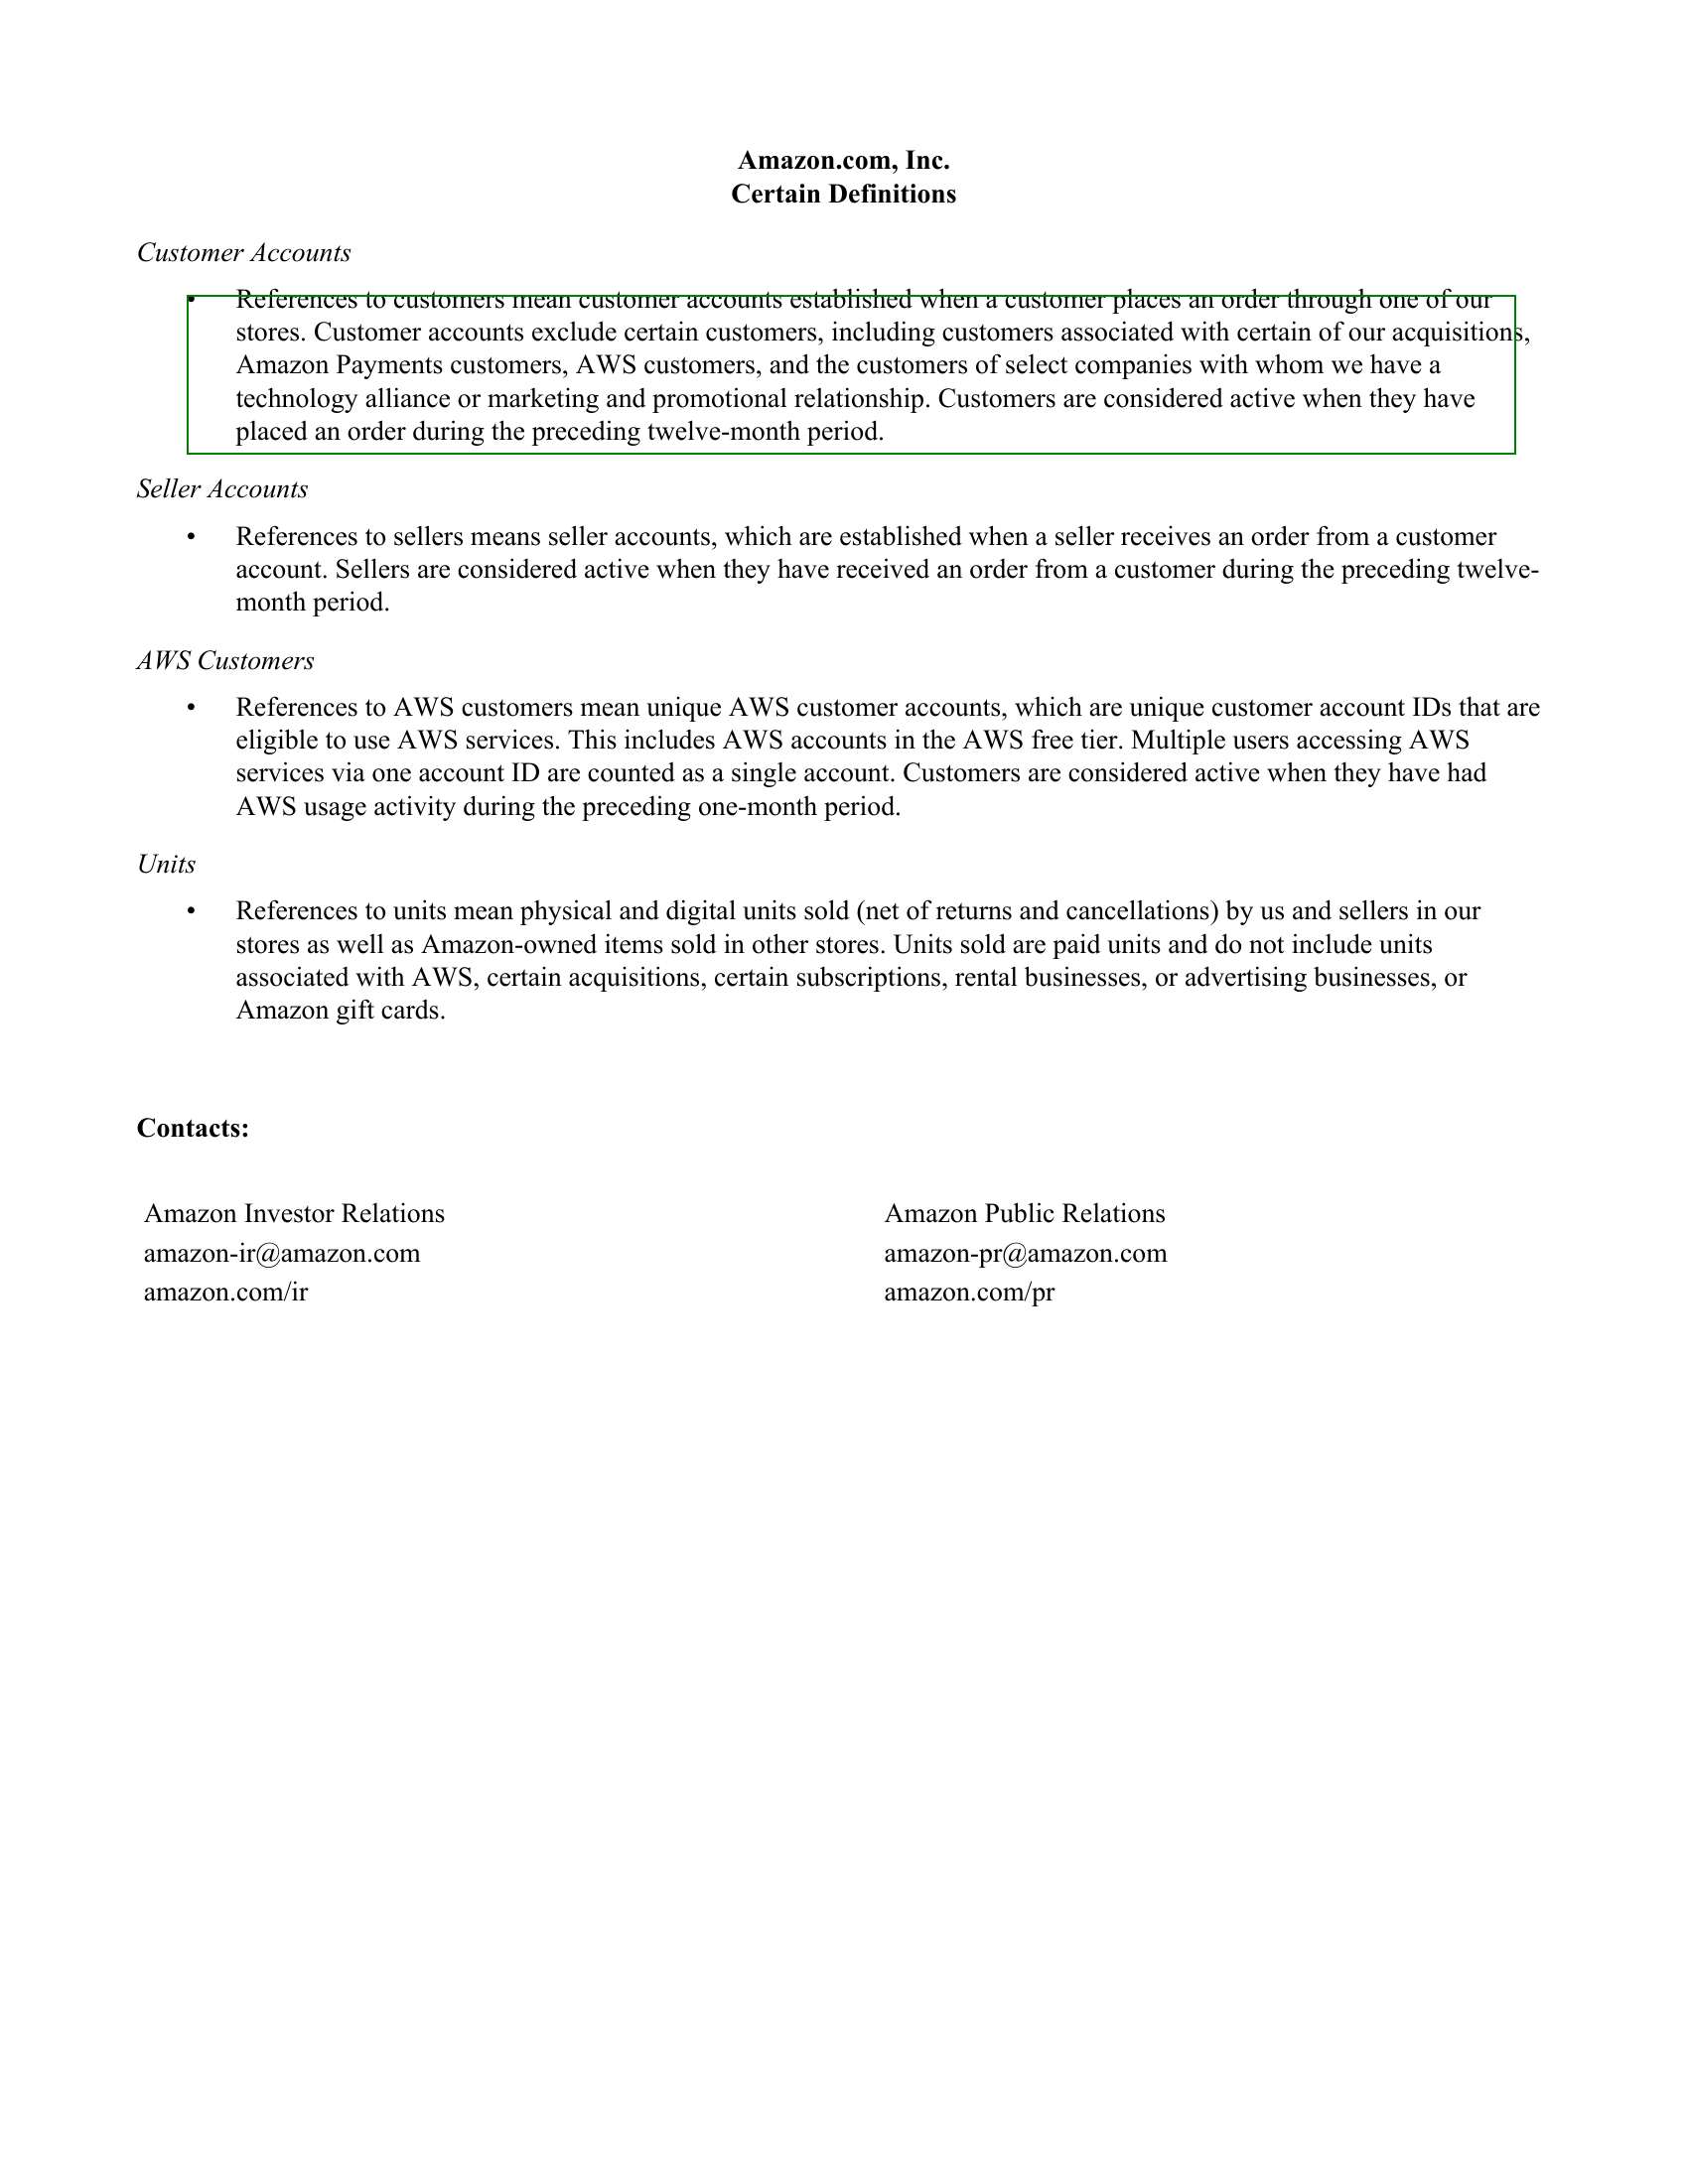 Amazon.com, Inc.
Certain Definitions
Customer Accounts
• References to customers mean customer accounts established when a customer places an order through one of our
stores. Customer accounts exclude certain customers, including customers associated with certain of our acquisitions,
Amazon Payments customers, AWS customers, and the customers of select companies with whom we have a
technology alliance or marketing and promotional relationship. Customers are considered active when they have
placed an order during the preceding twelve-month period.
Seller Accounts
• References to sellers means seller accounts, which are established when a seller receives an order from a customer
account. Sellers are considered active when they have received an order from a customer during the preceding twelve-
month period.
AWS Customers
• References to AWS customers mean unique AWS customer accounts, which are unique customer account IDs that are
eligible to use AWS services. This includes AWS accounts in the AWS free tier. Multiple users accessing AWS
services via one account ID are counted as a single account. Customers are considered active when they have had
AWS usage activity during the preceding one-month period.
Units
• References to units mean physical and digital units sold (net of returns and cancellations) by us and sellers in our
stores as well as Amazon-owned items sold in other stores. Units sold are paid units and do not include units
associated with AWS, certain acquisitions, certain subscriptions, rental businesses, or advertising businesses, or
Amazon gift cards.
Contacts:
Amazon Investor Relations
amazon-ir@amazon.com
amazon.com/ir
Amazon Public Relations
amazon-pr@amazon.com
amazon.com/pr